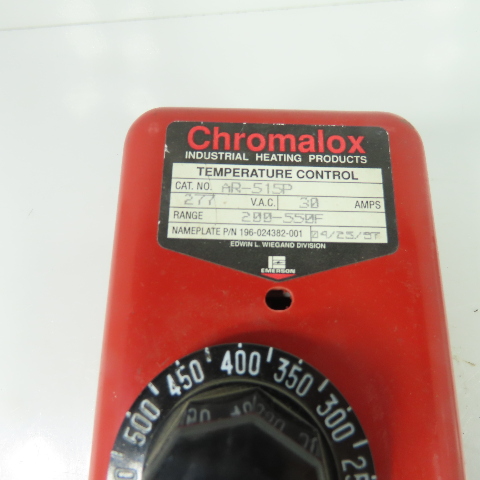 Chromalox
INDUSTRIAL HEATING PRODUCTS
TEMPERATURE CONTROL
CAT. NO. AR-515P
277 V.A.C. 30 AMPS
RANGE 200-550F
NAMEPLATE P/N 196-024382-001 04/25/97
EDWIN L. WIEGAND DIVISION
EMERSON
500 450 400 350 300